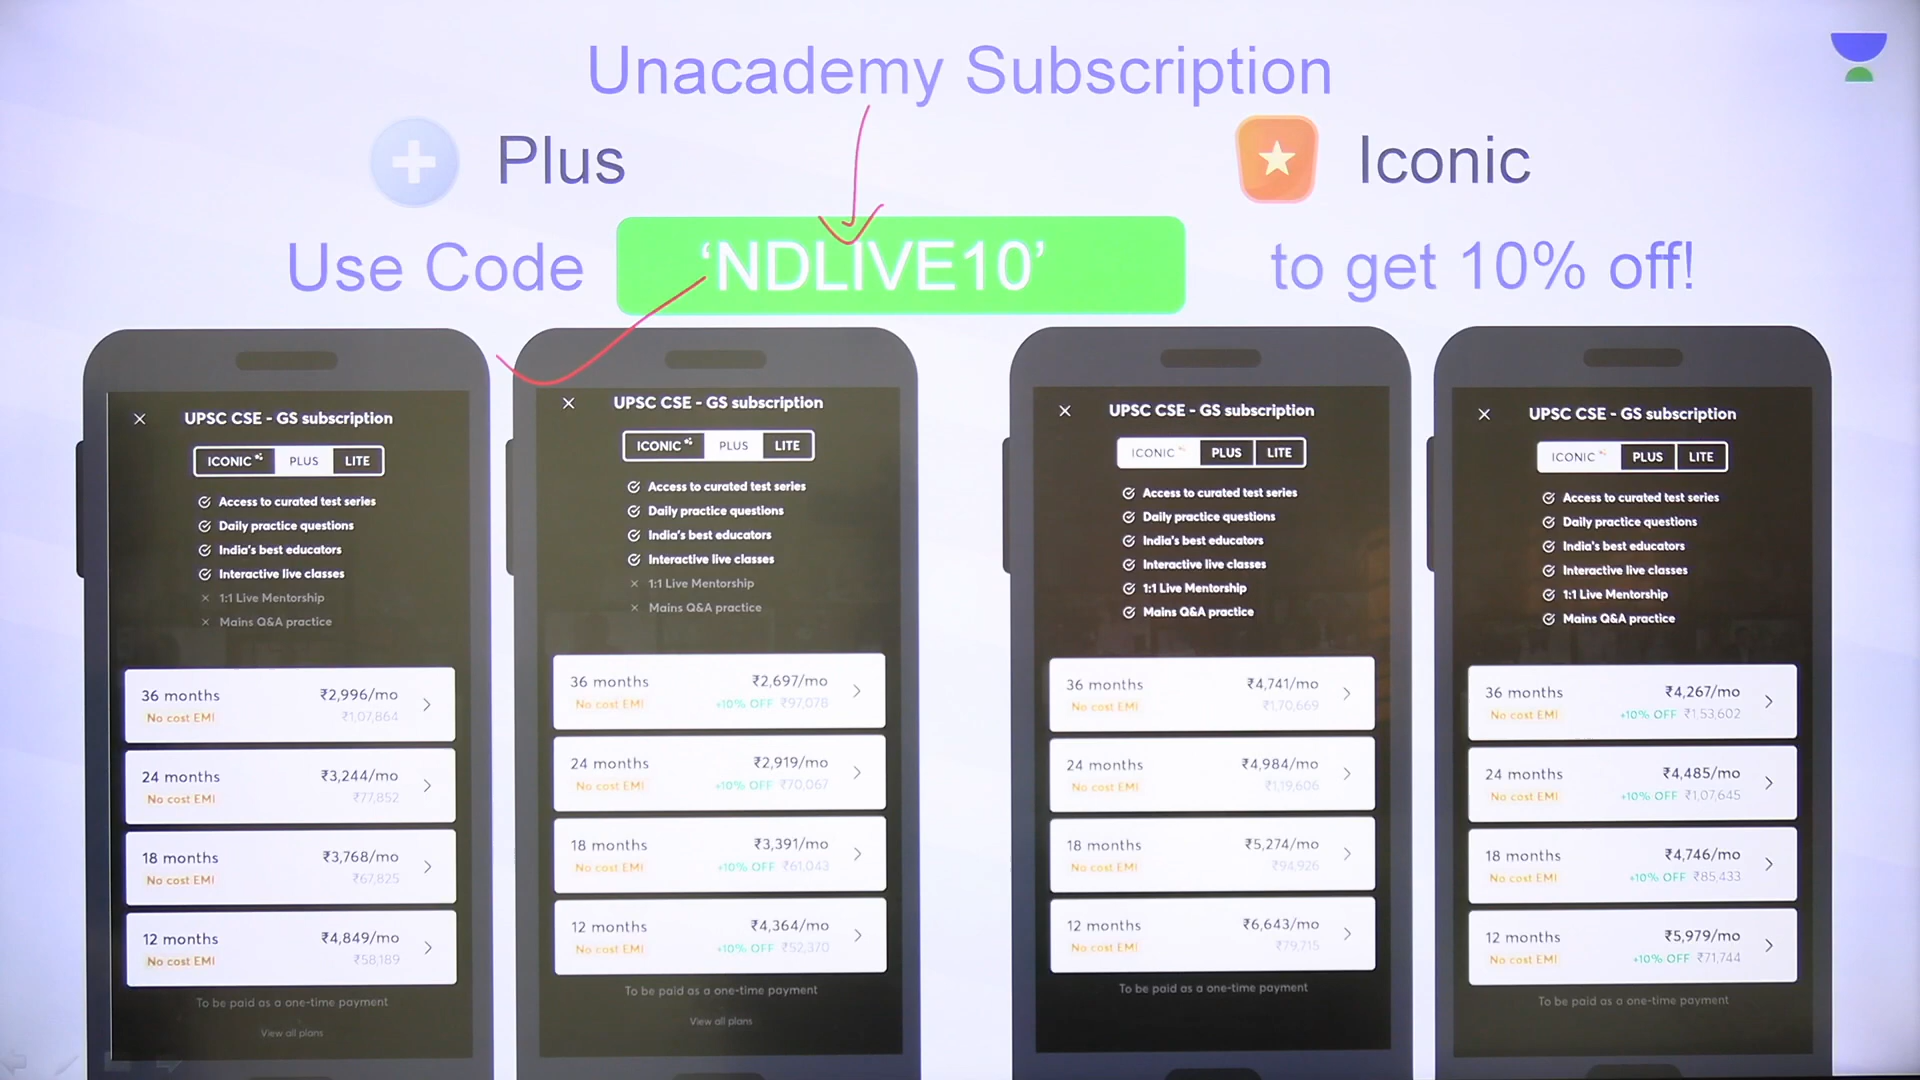 Unacademy Subscription
Plus
Iconic
Use Code 'NDLIVE10' to get 10% off!
UPSC CSE - GS subscription
ICONIC PLUS LITE
Access to curated test series
Daily practice questions
India's best educators
Interactive live classes
1:1 Live Mentorship
Mains Q&A practice
36 months ₹2,996/mo
No cost EMI ₹1,07,864
24 months ₹3,244/mo
No cost EMI ₹77,852
18 months ₹3,768/mo
No cost EMI ₹67,825
12 months ₹4,849/mo
No cost EMI ₹58,189
To be paid as a one-time payment
View all plans
UPSC CSE - GS subscription
ICONIC PLUS LITE
Access to curated test series
Daily practice questions
India's best educators
Interactive live classes
1:1 Live Mentorship
Mains Q&A practice
36 months ₹2,697/mo
No cost EMI +10% OFF ₹97,078
24 months ₹2,919/mo
No cost EMI +10% OFF ₹70,067
18 months ₹3,391/mo
No cost EMI +10% OFF ₹61,043
12 months ₹4,364/mo
No cost EMI +10% OFF ₹52,370
To be paid as a one-time payment
View all plans
UPSC CSE - GS subscription
ICONIC PLUS LITE
Access to curated test series
Daily practice questions
India's best educators
Interactive live classes
1:1 Live Mentorship
Mains Q&A practice
36 months ₹4,741/mo
No cost EMI ₹1,70,669
24 months ₹4,984/mo
No cost EMI ₹1,19,606
18 months ₹5,274/mo
No cost EMI ₹94,926
12 months ₹6,643/mo
No cost EMI ₹79,715
To be paid as a one-time payment
UPSC CSE - GS subscription
ICONIC PLUS LITE
Access to curated test series
Daily practice questions
India's best educators
Interactive live classes
1:1 Live Mentorship
Mains Q&A practice
36 months ₹4,267/mo
No cost EMI +10% OFF ₹1,53,602
24 months ₹4,485/mo
No cost EMI +10% OFF ₹1,07,645
18 months ₹4,746/mo
No cost EMI +10% OFF ₹85,433
12 months ₹5,979/mo
No cost EMI +10% OFF ₹71,744
To be paid as a one-time payment